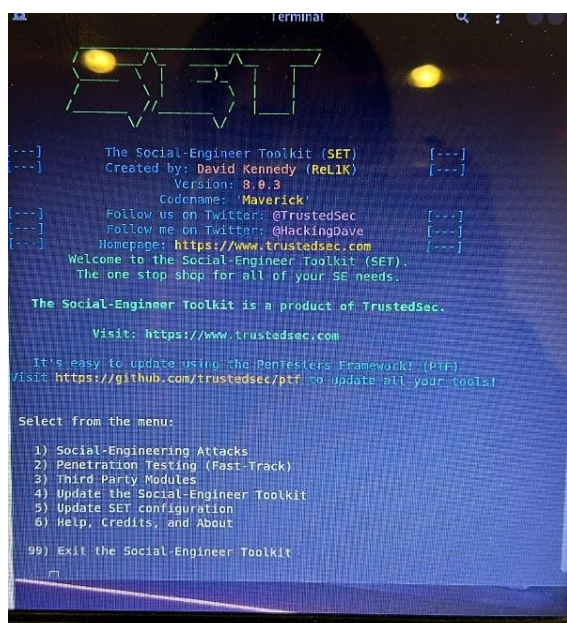 Terminal
SET
[---] The Social-Engineer Toolkit (SET) [---]
[---] Created by: David Kennedy (ReL1K) [---]
Version: 8.0.3
Codename: 'Maverick'
[---] Follow us on Twitter: @TrustedSec [---]
[---] Follow me on Twitter: @HackingDave [---]
[---] Homepage: https://www.trustedsec.com [---]
Welcome to the Social-Engineer Toolkit (SET).
The one stop shop for all of your SE needs.
The Social-Engineer Toolkit is a product of TrustedSec.
Visit: https://www.trustedsec.com
It's easy to update using the PenTesters Framework! (PTF)
Visit https://github.com/trustedsec/ptf to update all your tools!
Select from the menu:
1) Social-Engineering Attacks
2) Penetration Testing (Fast-Track)
3) Third Party Modules
4) Update the Social-Engineer Toolkit
5) Update SET configuration
6) Help, Credits, and About
99) Exit the Social-Engineer Toolkit